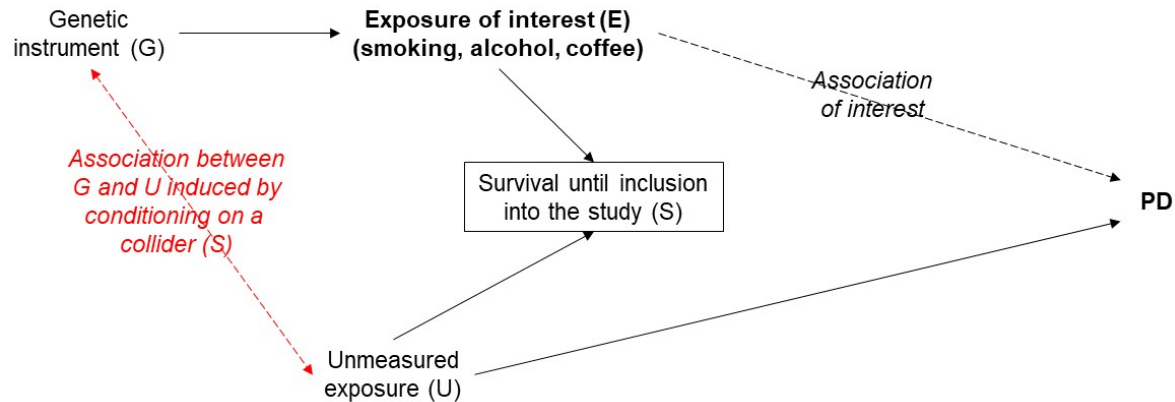 Genetic
instrument (G)
Exposure of interest (E)
(smoking, alcohol, coffee)
Association
of interest
Association between
G and U induced by
conditioning on a
collider (S)
Survival until inclusion
into the study (S)
PD
Unmeasured
exposure (U)